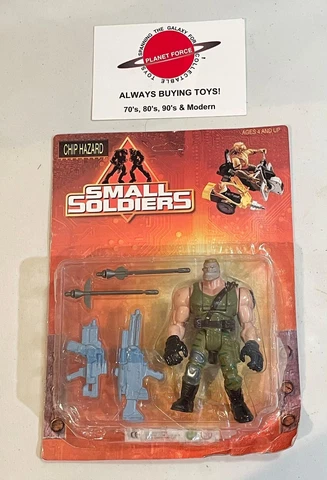 SPANNING THE GALAXY FOR
PLANET FORCE
COLLECTABLE TOYS
ALWAYS BUYING TOYS!
70's, 80's, 90's & Modern
CHIP HAZARD
AGES 4 AND UP
SMALL
SOLDIERS